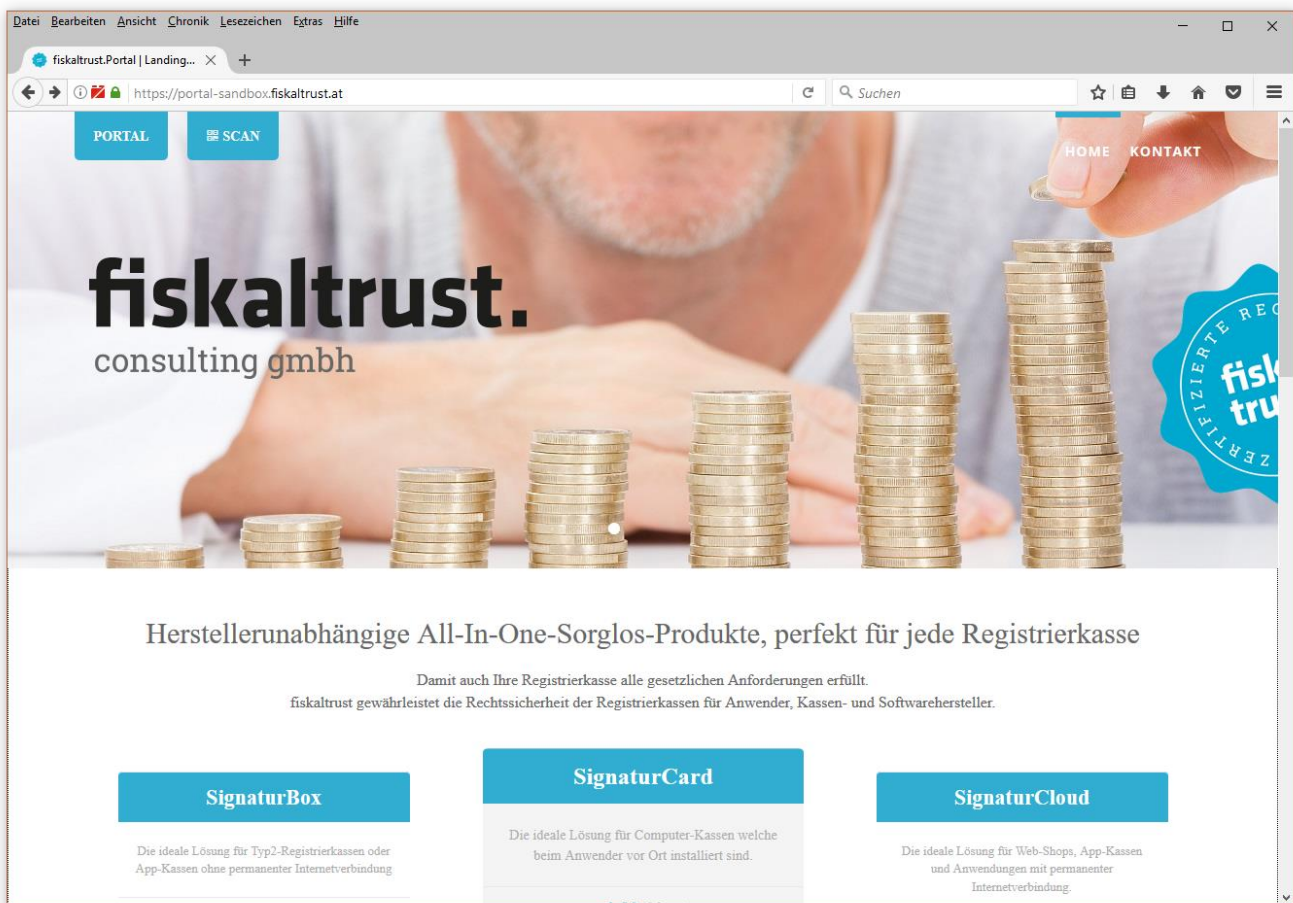 Datei Bearbeiten Ansicht Chronik Lesezeichen Extras Hilfe
fiskaltrust.Portal | Landing...
https://portal-sandbox.fiskaltrust.at
Suchen
PORTAL
SCAN
HOME
KONTAKT
fiskaltrust.
consulting gmbh
ZERTIFIZIERTE
Herstellerunabhängige All-In-One-Sorglos-Produkte, perfekt für jede Registrierkasse
Damit auch Ihre Registrierkasse alle gesetzlichen Anforderungen erfüllt.
fiskaltrust gewährleistet die Rechtssicherheit der Registrierkassen für Anwender, Kassen- und Softwarehersteller.
SignaturBox
Die ideale Lösung für Typ2-Registrierkassen oder
App-Kassen ohne permanenter Internetverbindung
SignaturCard
Die ideale Lösung für Computer-Kassen welche
beim Anwender vor Ort installiert sind.
SignaturCloud
Die ideale Lösung für Web-Shops, App-Kassen
und Anwendungen mit permanenter
Internetverbindung.